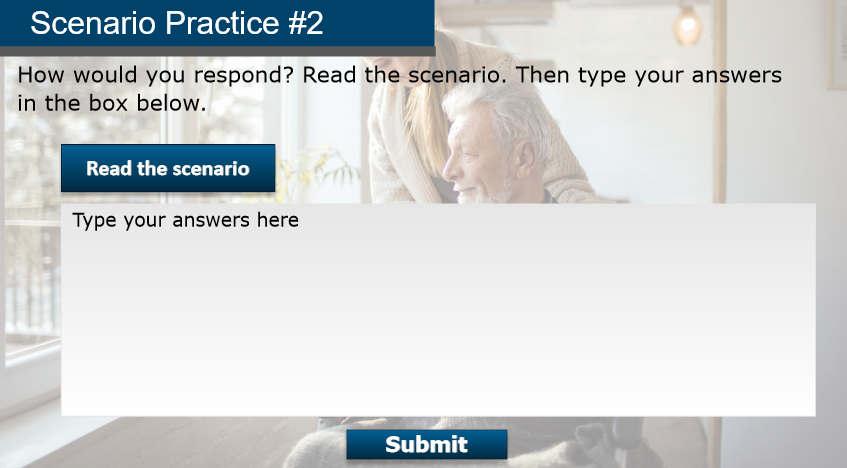 Scenario Practice #2
How would you respond? Read the scenario. Then type your answers
in the box below.
Read the scenario
Type your answers here
Submit